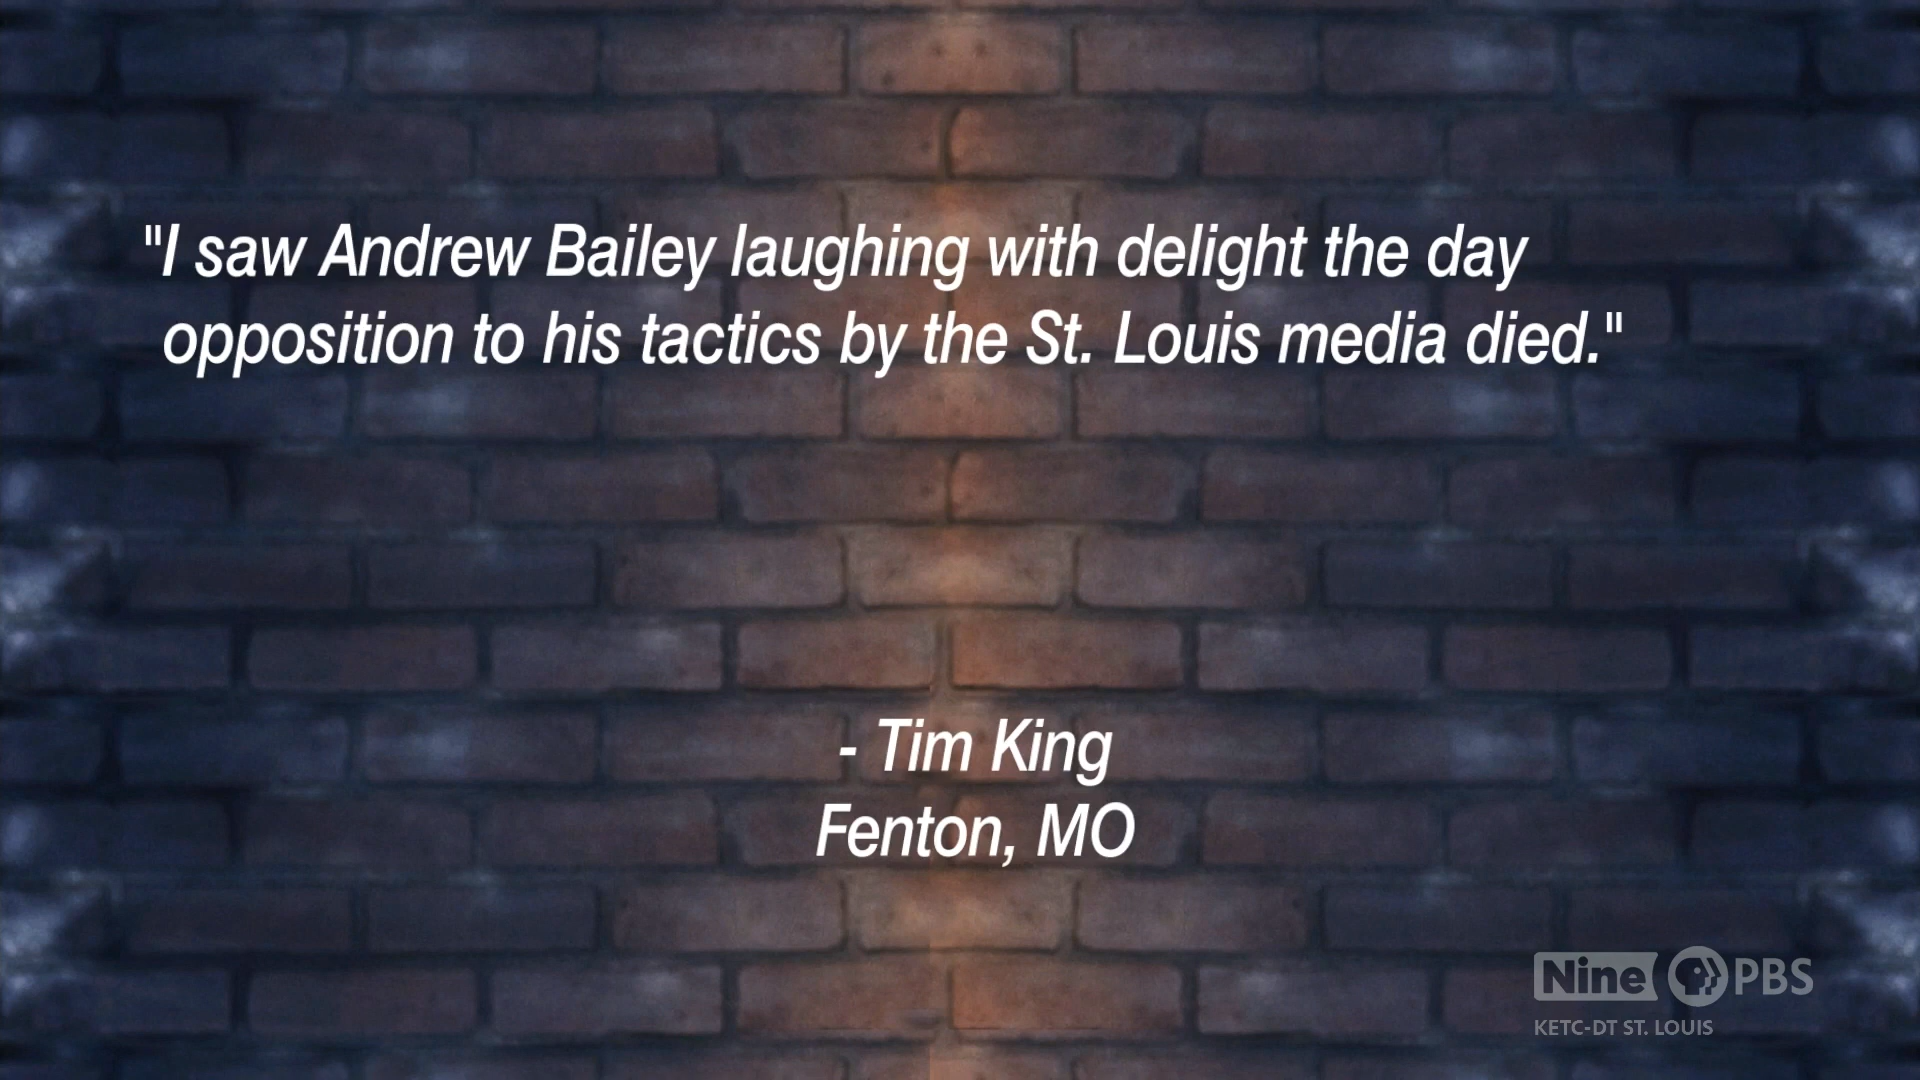 "I saw Andrew Bailey laughing with delight the day
opposition to his tactics by the St. Louis media died."
- Tim King
Fenton, MO
Nine PBS
KETC-DT ST. LOUIS